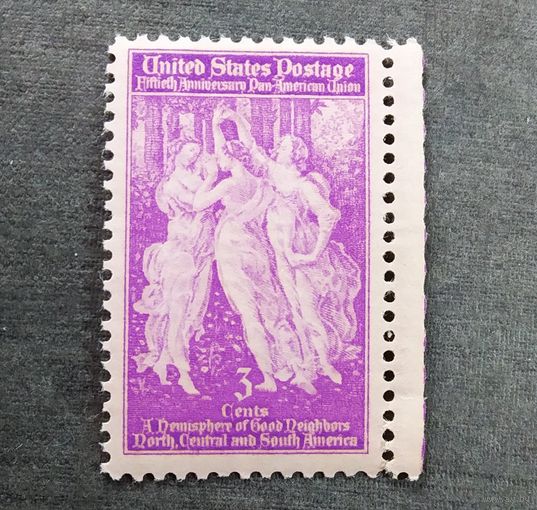 United States Postage
Fiftieth Anniversary Pan-American Union
3
Cents
A Hemisphere of Good Neighbors
North, Central and South America